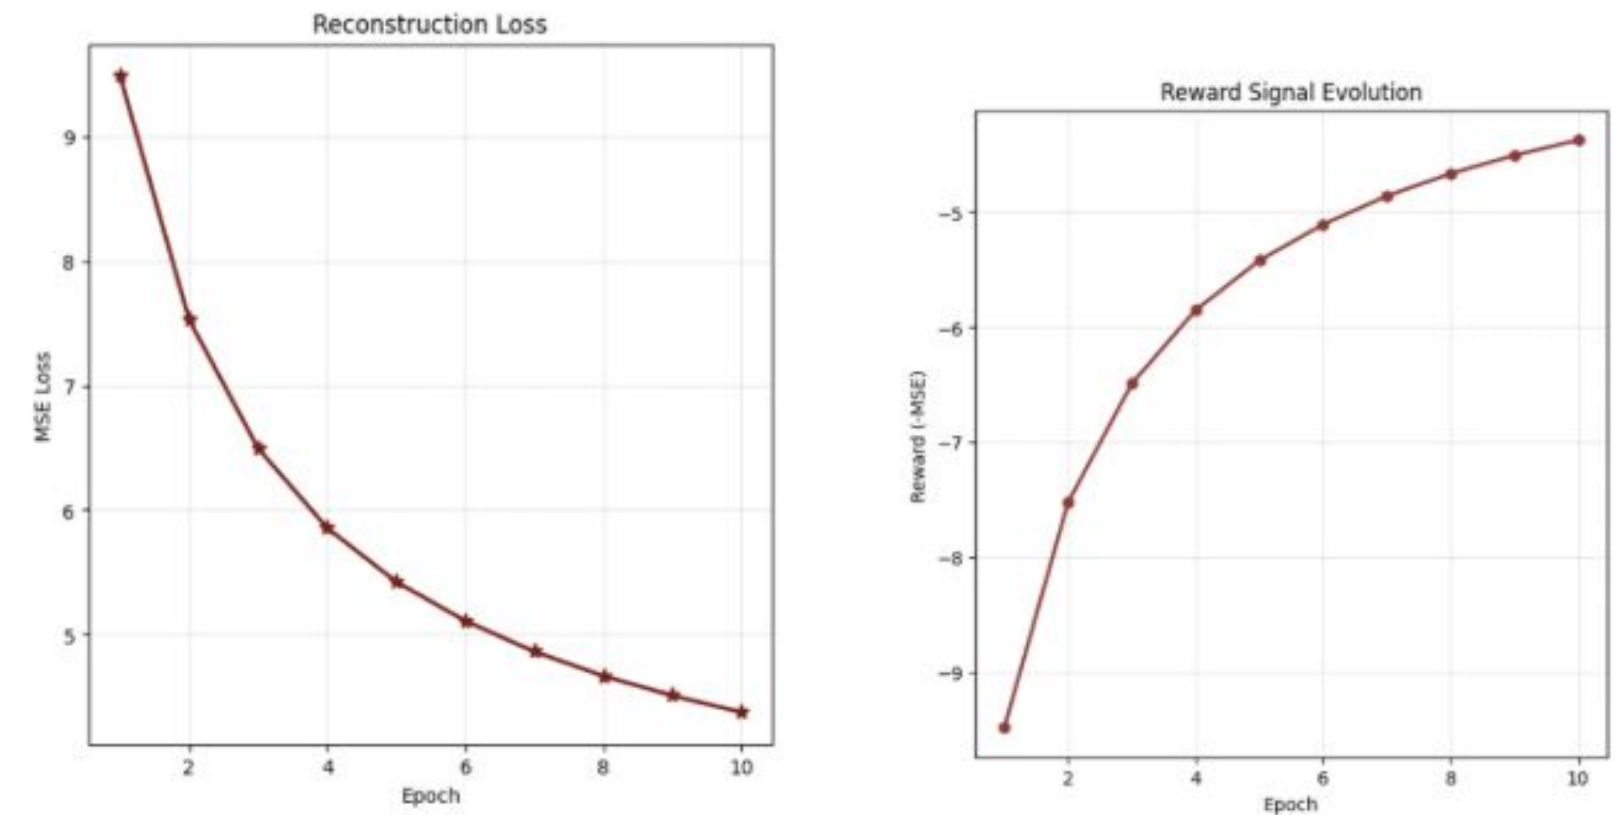 Reconstruction Loss
9
8
7
6
5
MSE Loss
2 4 6 8 10
Epoch
Reward Signal Evolution
−5
−6
−7
−8
−9
Reward (-MSE)
2 4 6 8 10
Epoch